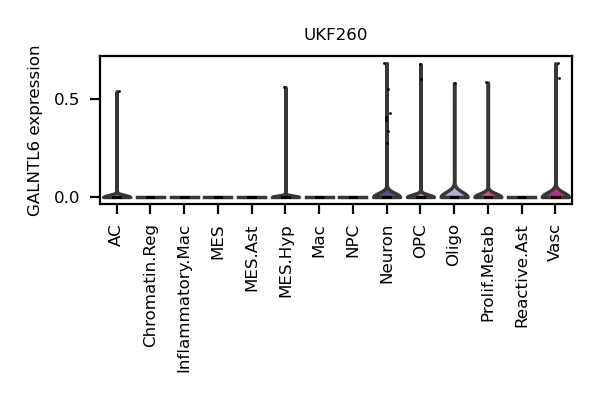 UKF260
GALNTL6 expression
0.5
0.0
AC
Chromatin.Reg
Inflammatory.Mac
MES
MES.Ast
MES.Hyp
Mac
NPC
Neuron
OPC
Oligo
Prolif.Metab
Reactive.Ast
Vasc